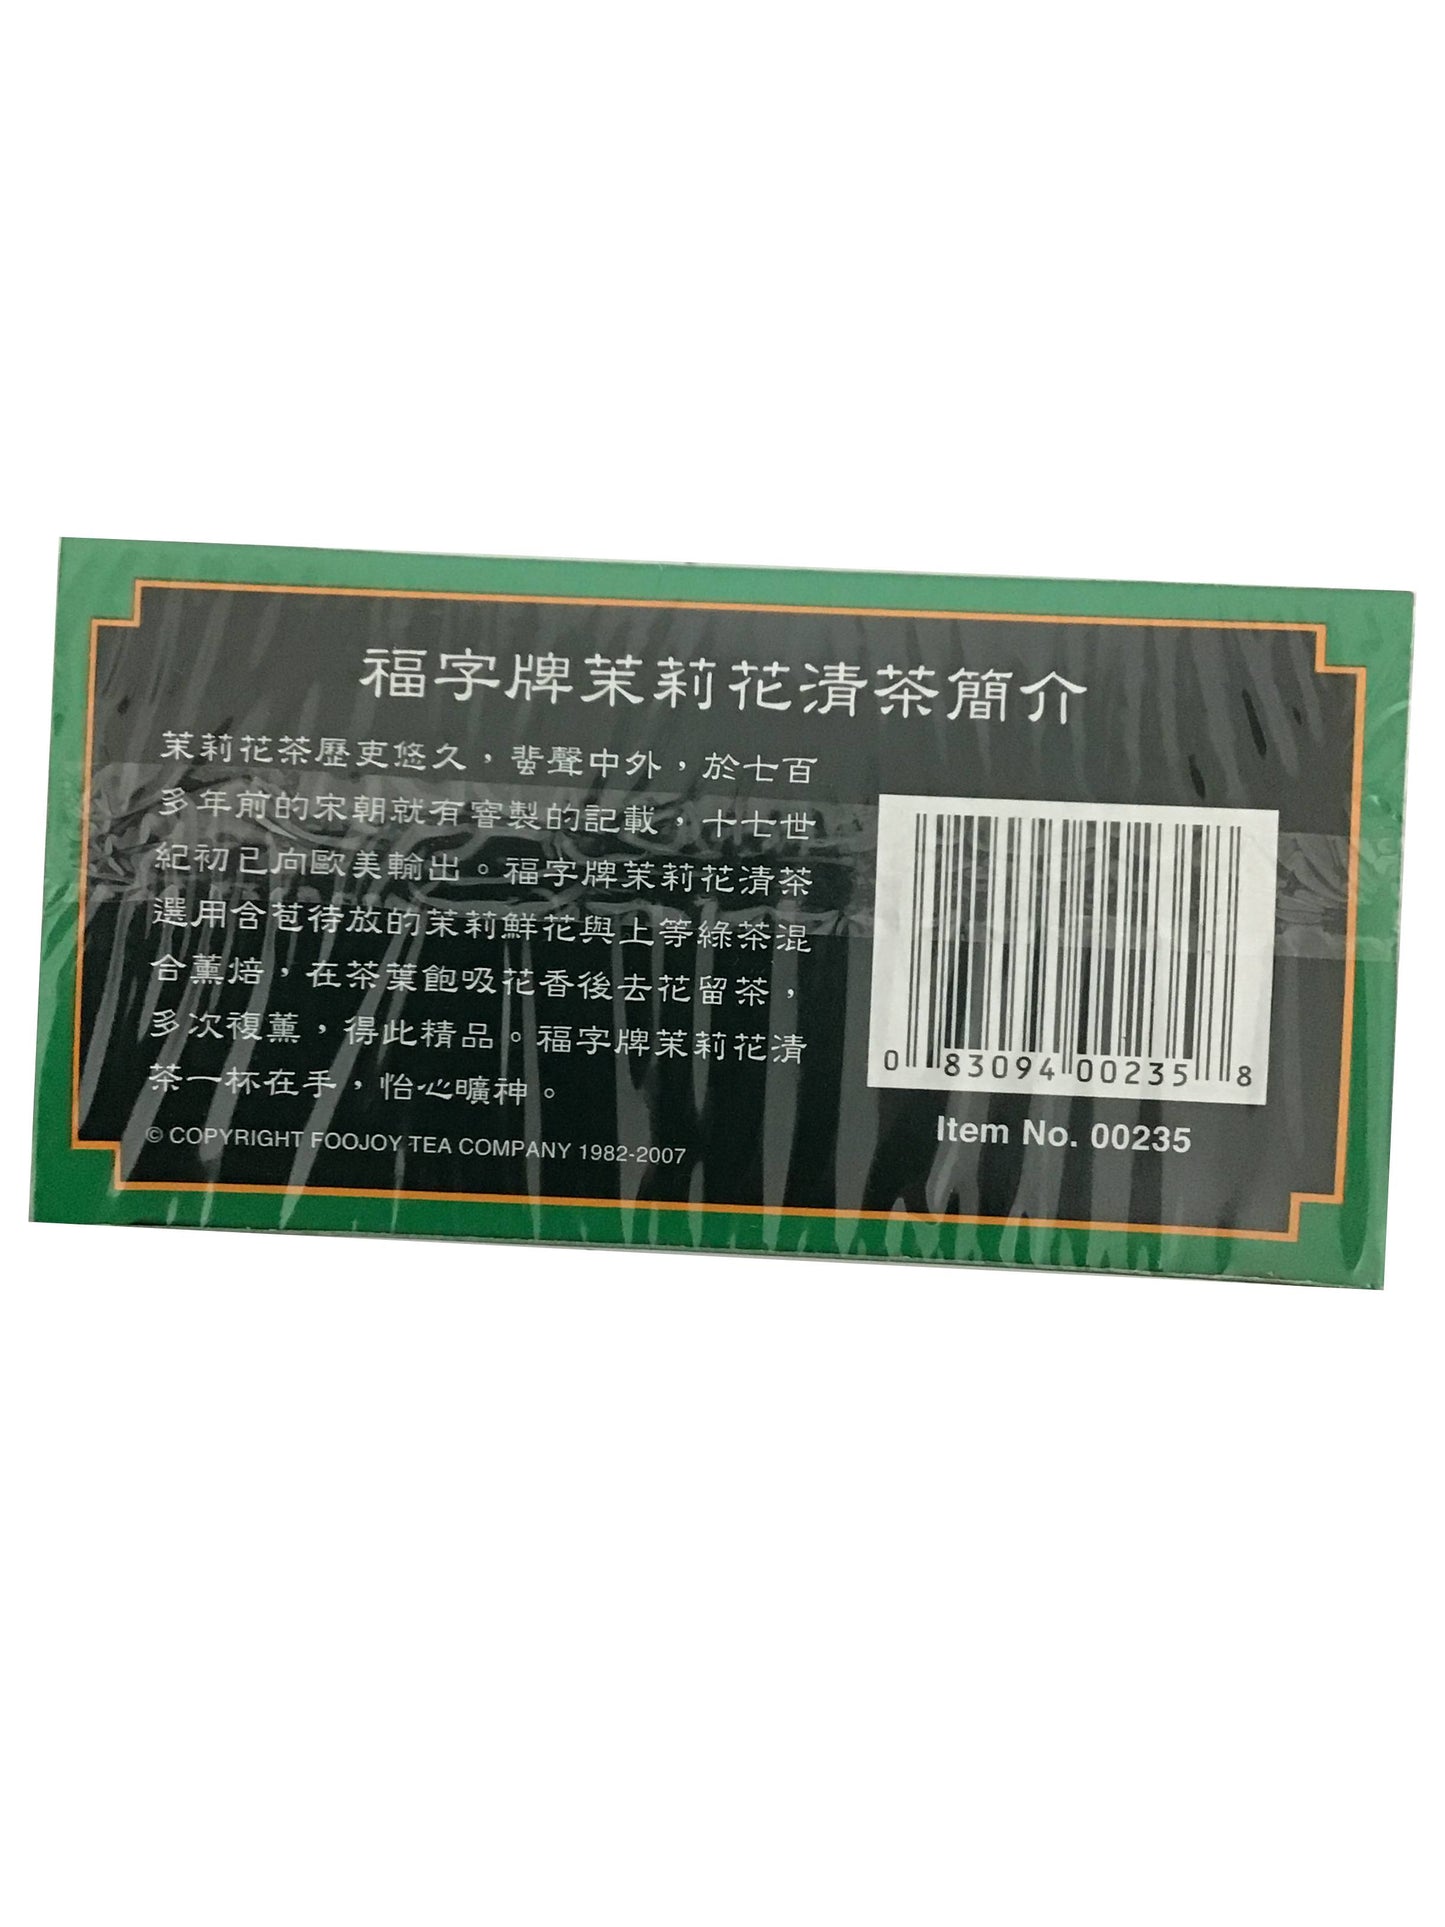 福字牌茉莉花清茶簡介
茉莉花茶歷史悠久，蜚聲中外，於七百
多年前的宋朝就有窨製的記載，十七世
紀初已向歐美輸出。福字牌茉莉花清茶
選用含苞待放的茉莉鮮花與上等綠茶混
合薰焙，在茶葉飽吸花香後去花留茶，
多次複薰，得此精品。福字牌茉莉花清
茶一杯在手，怡心曠神。
© COPYRIGHT FOOJOY TEA COMPANY 1982-2007
0 83094 00235 8
Item No. 00235